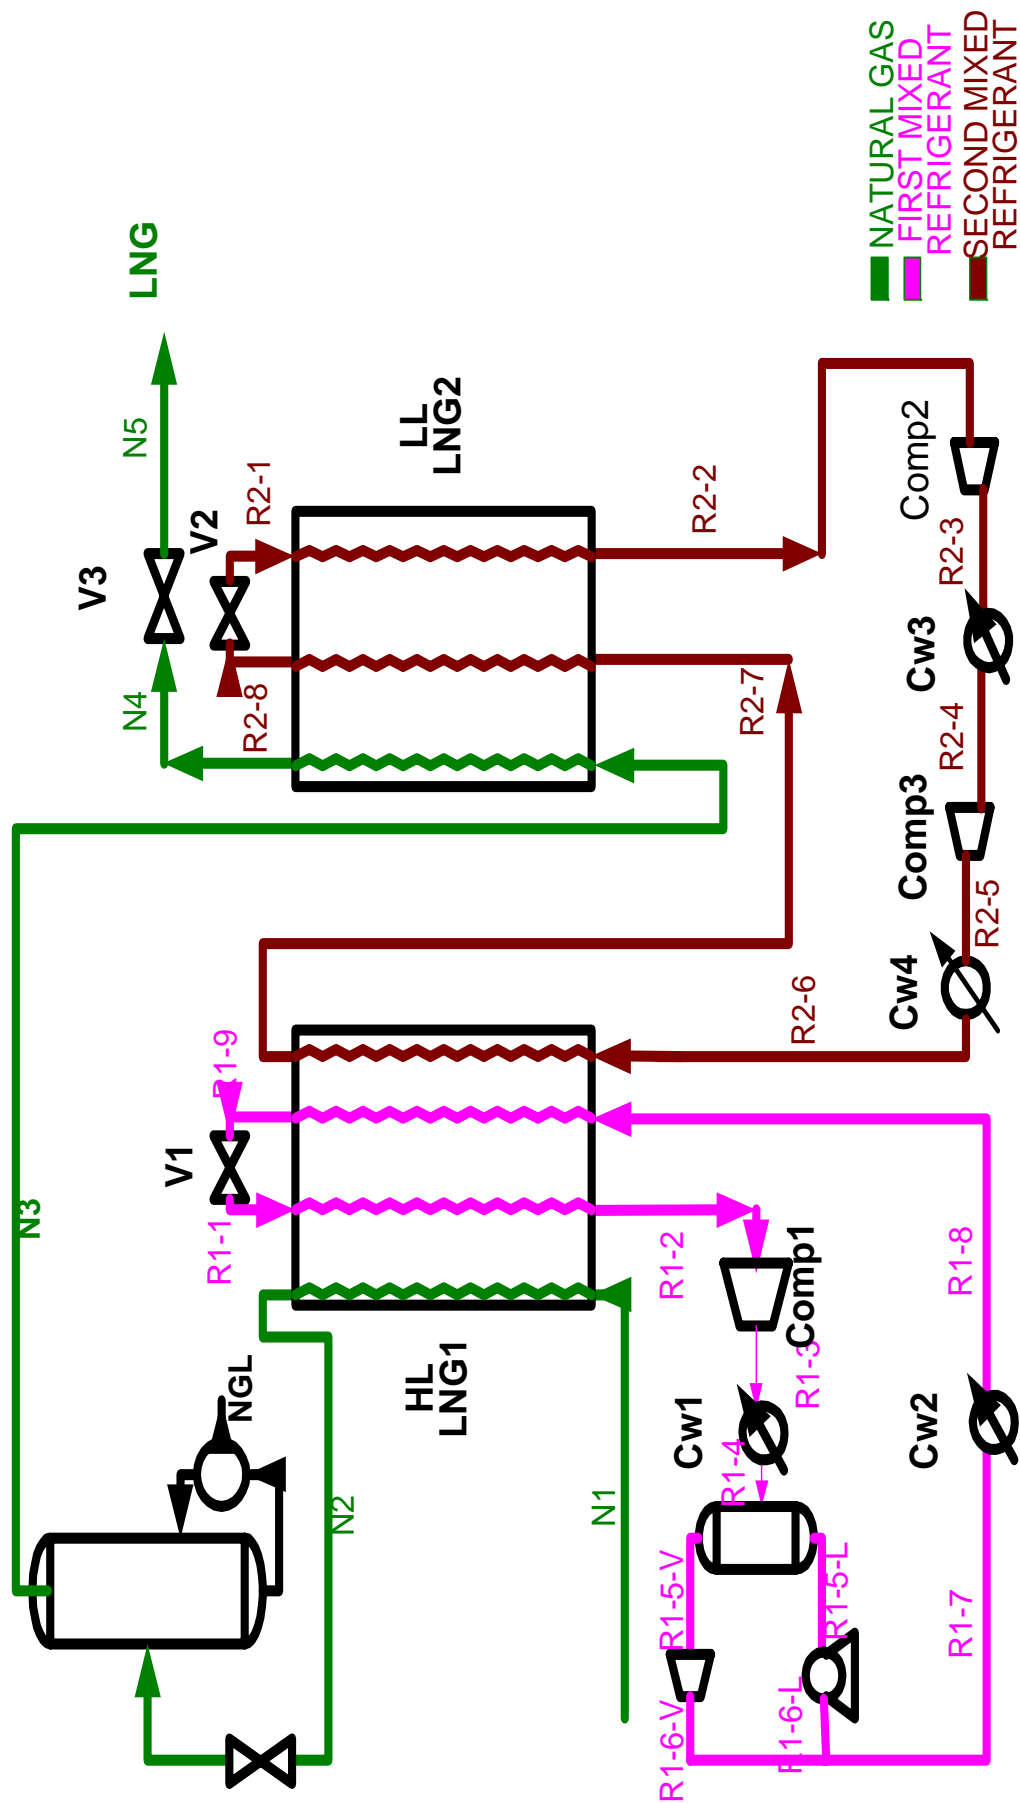 N3
NGL
N2
N1
HL
LNG1
R1-1
V1
R1-9
R1-2
Comp1
R1-3
Cw1
R1-4
R1-5-V
R1-5-L
R1-6-V
R1-6-L
R1-7
Cw2
R1-8
R2-6
Cw4
R2-5
Comp3
R2-4
Cw3
R2-3
Comp2
R2-2
R2-7
R2-8
R2-1
V2
V3
N4
N5
LNG
LL
LNG2
NATURAL GAS
FIRST MIXED
REFRIGERANT
SECOND MIXED
REFRIGERANT